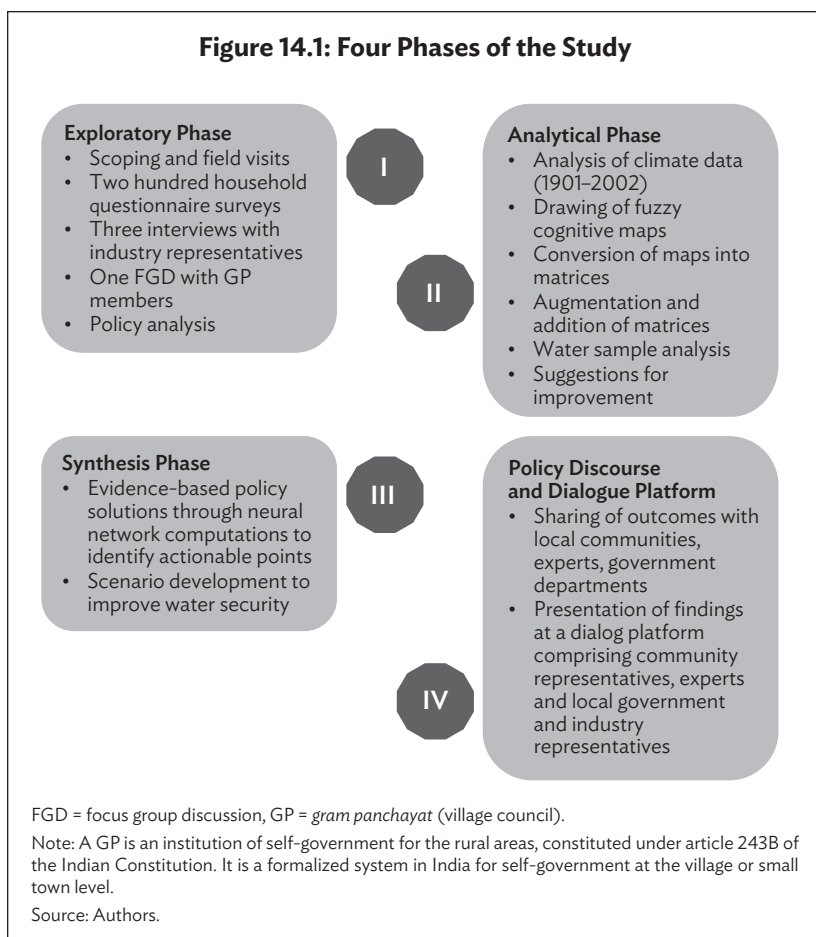 Figure 14.1: Four Phases of the Study
Exploratory Phase
• Scoping and field visits
• Two hundred household
questionnaire surveys
• Three interviews with
industry representatives
• One FGD with GP
members
• Policy analysis
I
Analytical Phase
• Analysis of climate data
(1901–2002)
• Drawing of fuzzy
cognitive maps
• Conversion of maps into
matrices
• Augmentation and
addition of matrices
• Water sample analysis
• Suggestions for
improvement
II
Synthesis Phase
• Evidence-based policy
solutions through neural
network computations to
identify actionable points
• Scenario development to
improve water security
III
Policy Discourse
and Dialogue Platform
• Sharing of outcomes with
local communities,
experts, government
departments
• Presentation of findings
at a dialog platform
comprising community
representatives, experts
and local government
and industry
representatives
IV
FGD = focus group discussion, GP = gram panchayat (village council).
Note: A GP is an institution of self-government for the rural areas, constituted under article 243B of
the Indian Constitution. It is a formalized system in India for self-government at the village or small
town level.
Source: Authors.